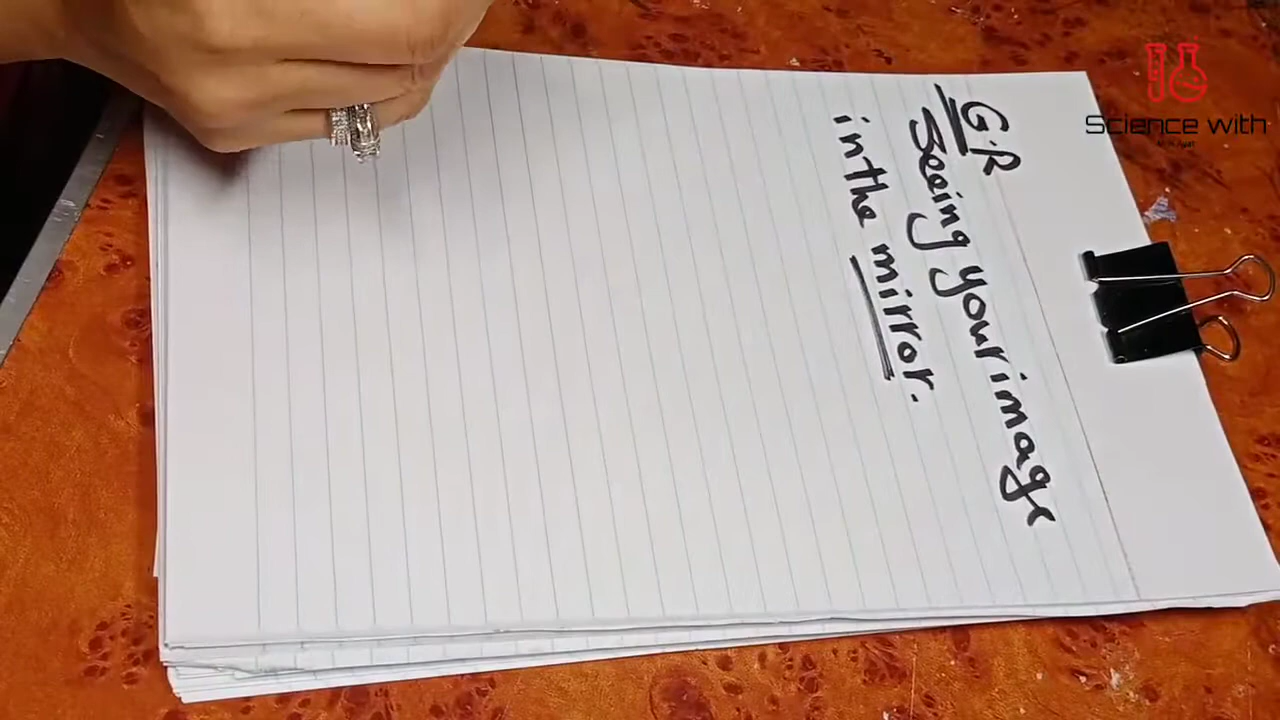 G.R
Seeing your image
in the mirror.
Science with